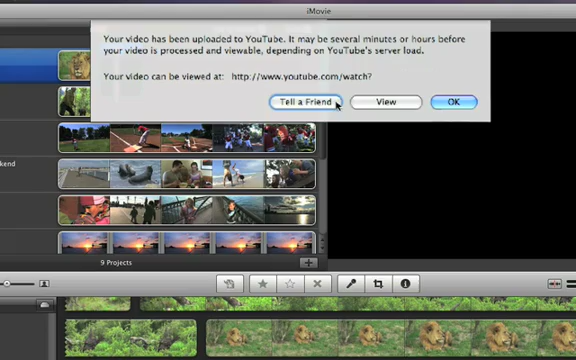 iMovie
Your video has been uploaded to YouTube. It may be several minutes or hours before
your video is processed and viewable, depending on YouTube's server load.
Your video can be viewed at: http://www.youtube.com/watch?
Tell a Friend
View
OK
kend
9 Projects